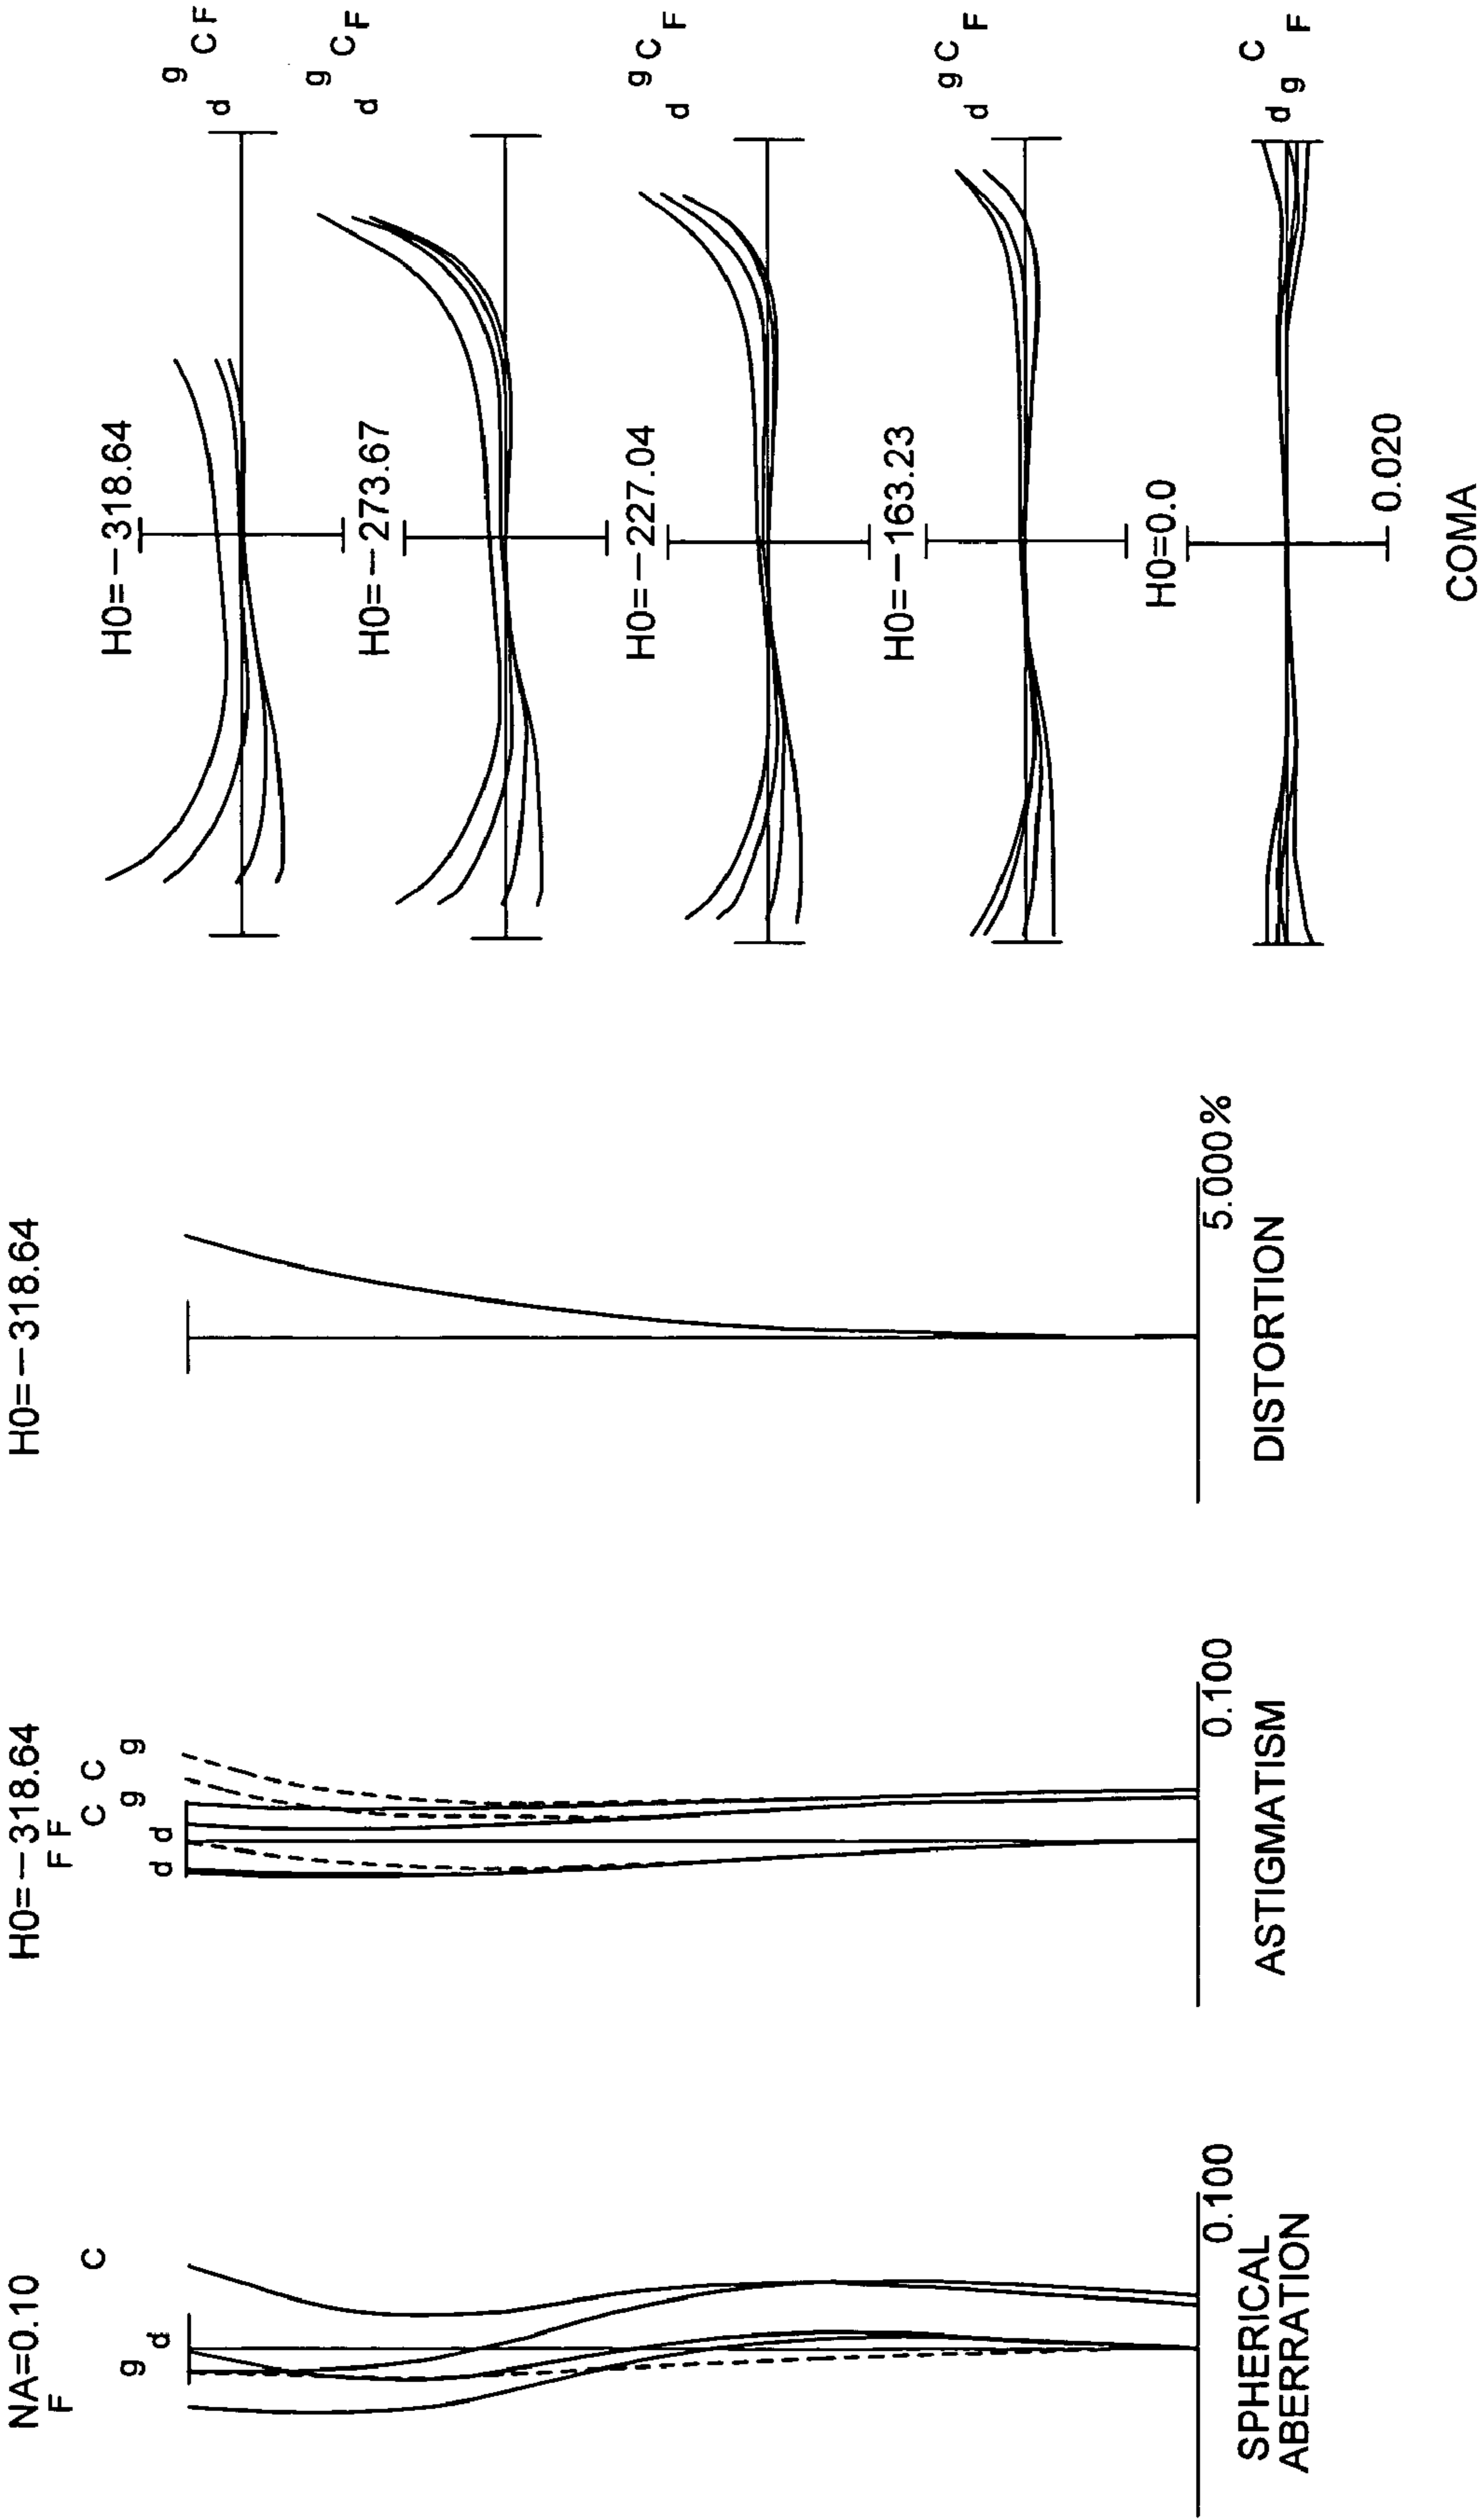 NA=0.10
F
g
d
C
0.100
SPHERICAL
ABERRATION
H0=-318.64
F F
C C
d d
g g
0.100
ASTIGMATISM
H0=-318.64
5.000%
DISTORTION
H0=-318.64
g
C F
d
H0=-273.67
g
C F
d
H0=-227.04
g C F
d
H0=-163.23
g C F
d
H0=0.0
C
F
d g
0.020
COMA